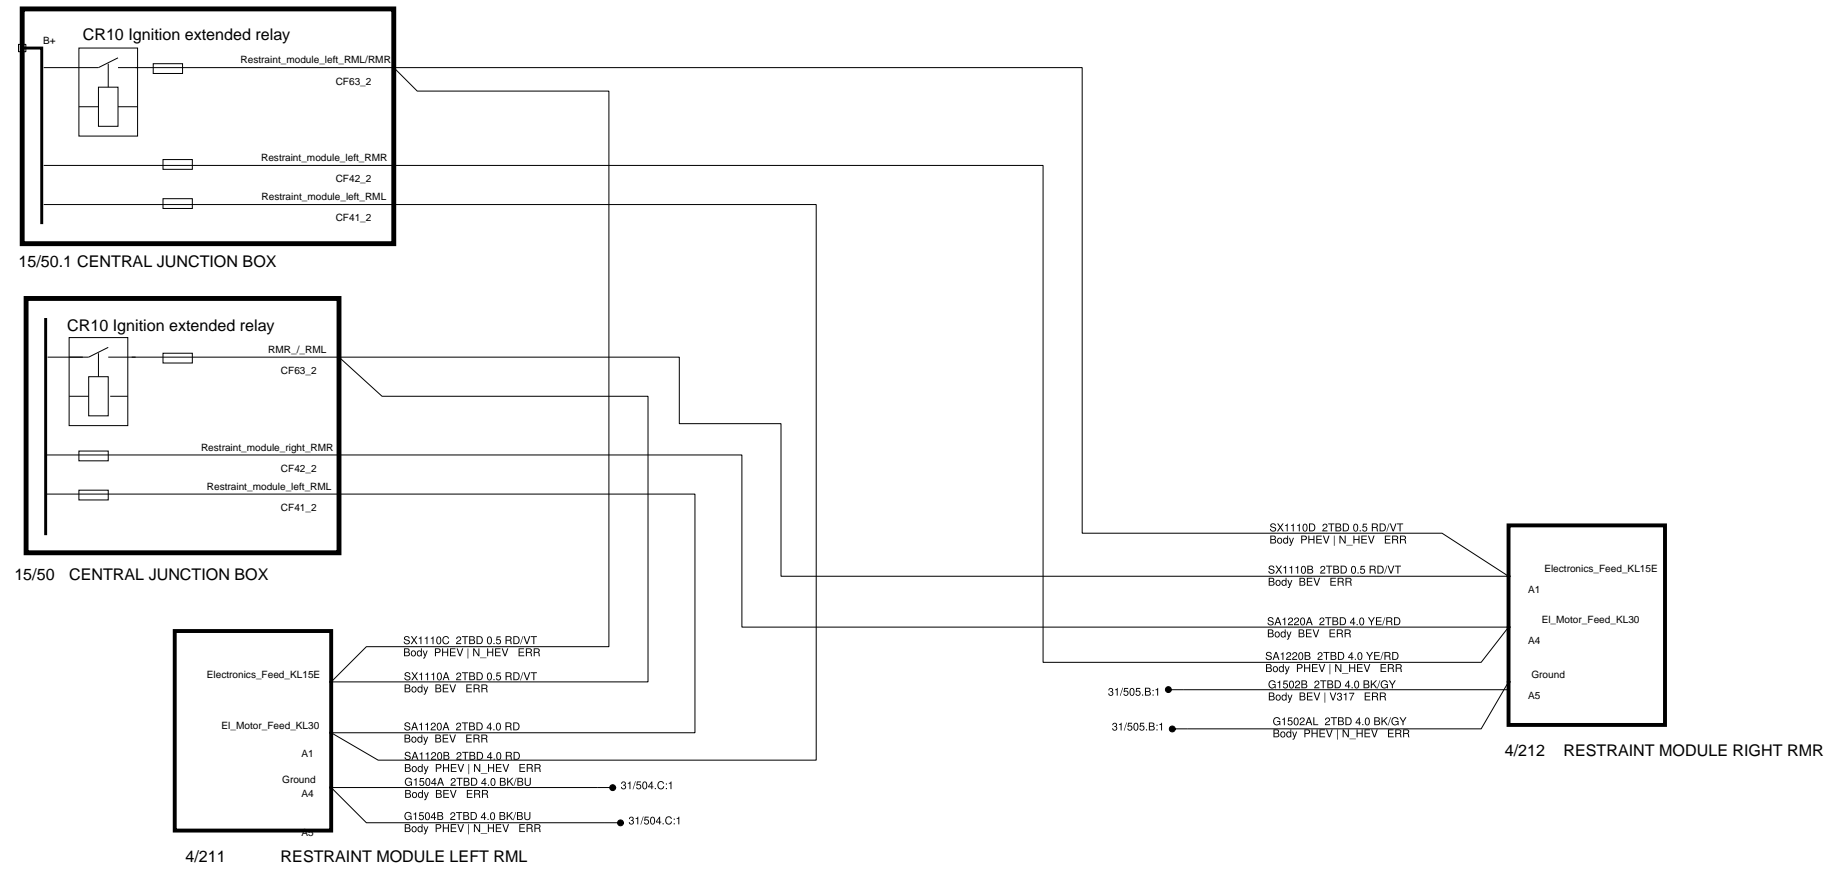 CR10 Ignition extended relay
B+
Restraint_module_left_RML/RMR
CF63_2
Restraint_module_left_RMR
CF42_2
Restraint_module_left_RML
CF41_2
15/50.1 CENTRAL JUNCTION BOX
CR10 Ignition extended relay
RMR_/_RML
CF63_2
Restraint_module_right_RMR
CF42_2
Restraint_module_left_RML
CF41_2
15/50 CENTRAL JUNCTION BOX
SX1110C 2TBD 0.5 RD/VT
Body PHEV | N_HEV ERR
Electronics_Feed_KL15E
SX1110A 2TBD 0.5 RD/VT
Body BEV ERR
El_Motor_Feed_KL30
SA1120A 2TBD 4.0 RD
Body BEV ERR
A1
SA1120B 2TBD 4.0 RD
Body PHEV | N_HEV ERR
Ground
G1504A 2TBD 4.0 BK/BU
31/504.C:1
A4
Body BEV ERR
G1504B 2TBD 4.0 BK/BU
31/504.C:1
Body PHEV | N_HEV ERR
A5
4/211 RESTRAINT MODULE LEFT RML
SX1110D 2TBD 0.5 RD/VT
Body PHEV | N_HEV ERR
SX1110B 2TBD 0.5 RD/VT
Body BEV ERR
Electronics_Feed_KL15E
A1
SA1220A 2TBD 4.0 YE/RD
Body BEV ERR
El_Motor_Feed_KL30
A4
SA1220B 2TBD 4.0 YE/RD
Body PHEV | N_HEV ERR
Ground
31/505.B:1
G1502B 2TBD 4.0 BK/GY
Body BEV | V317 ERR
A5
31/505.B:1
G1502AL 2TBD 4.0 BK/GY
Body PHEV | N_HEV ERR
4/212 RESTRAINT MODULE RIGHT RMR